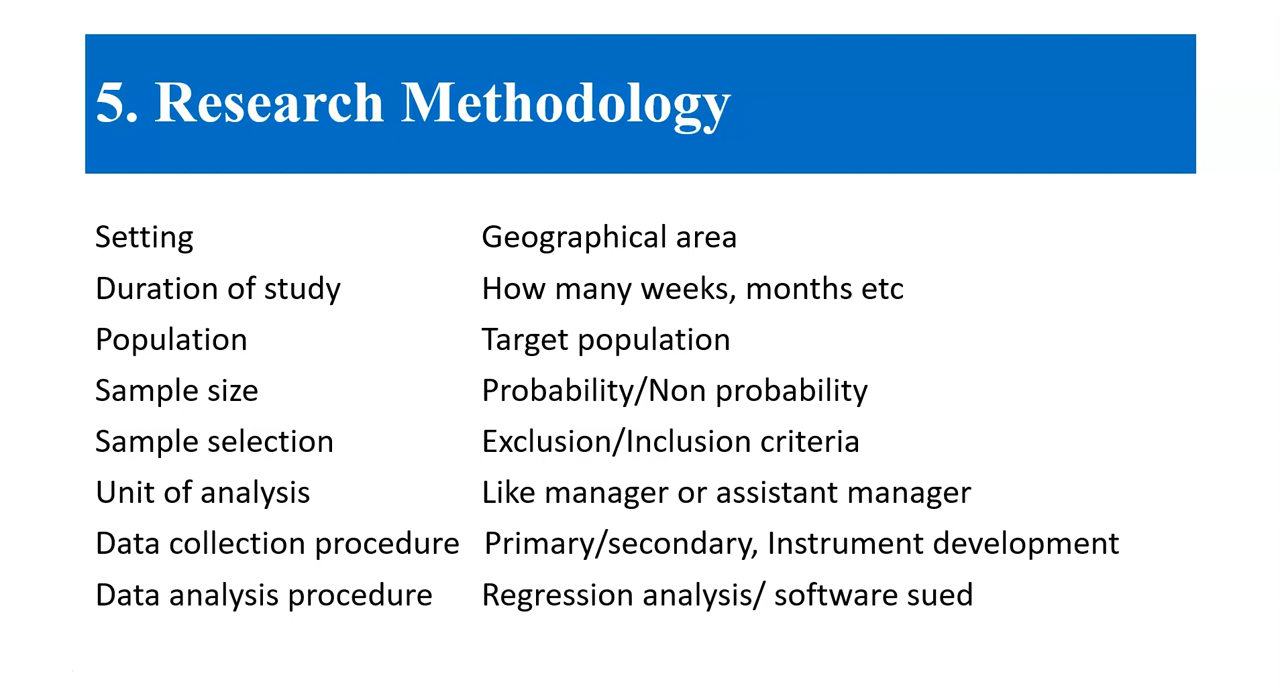 5. Research Methodology
Setting Geographical area
Duration of study How many weeks, months etc
Population Target population
Sample size Probability/Non probability
Sample selection Exclusion/Inclusion criteria
Unit of analysis Like manager or assistant manager
Data collection procedure Primary/secondary, Instrument development
Data analysis procedure Regression analysis/ software sued